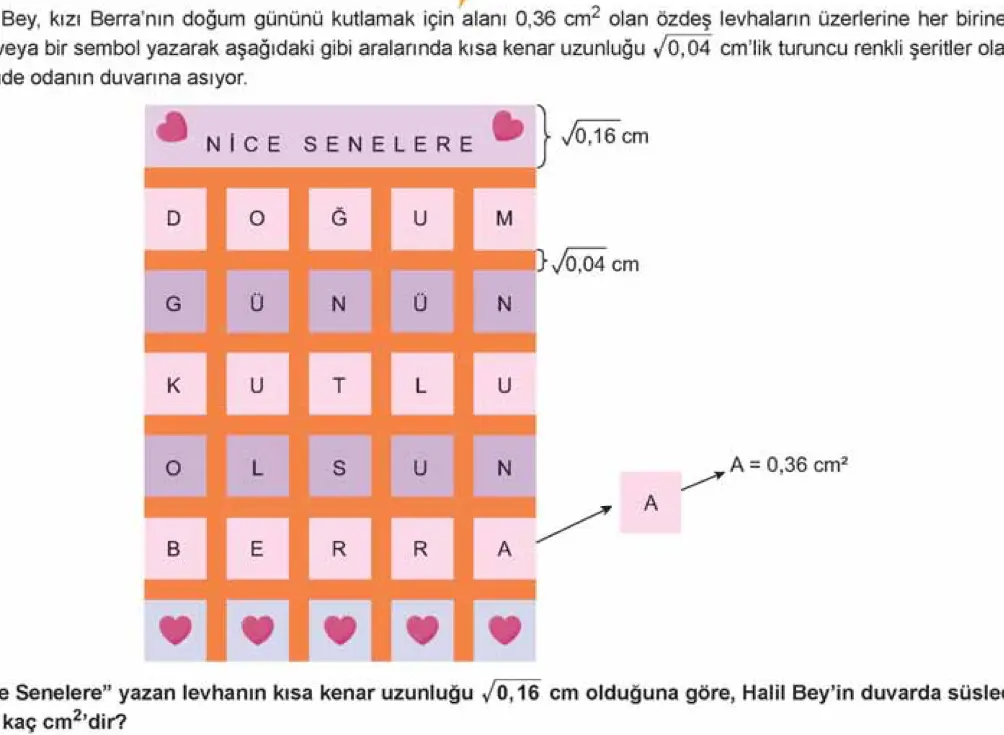 Bey, kızı Berra'nın doğum gününü kutlamak için alanı 0,36 cm² olan özdeş levhaların üzerlerine her birine
veya bir sembol yazarak aşağıdaki gibi aralarında kısa kenar uzunluğu √0,04 cm'lik turuncu renkli şeritler ola
de odanın duvarına asıyor.
NİCE SENELERE
√0,16 cm
D O Ğ U M
√0,04 cm
G Ü N Ü N
K U T L U
O L S U N
A = 0,36 cm²
A
B E R R A
e Senelere" yazan levhanın kısa kenar uzunluğu √0,16 cm olduğuna göre, Halil Bey'in duvarda süsle
kaç cm²'dir?